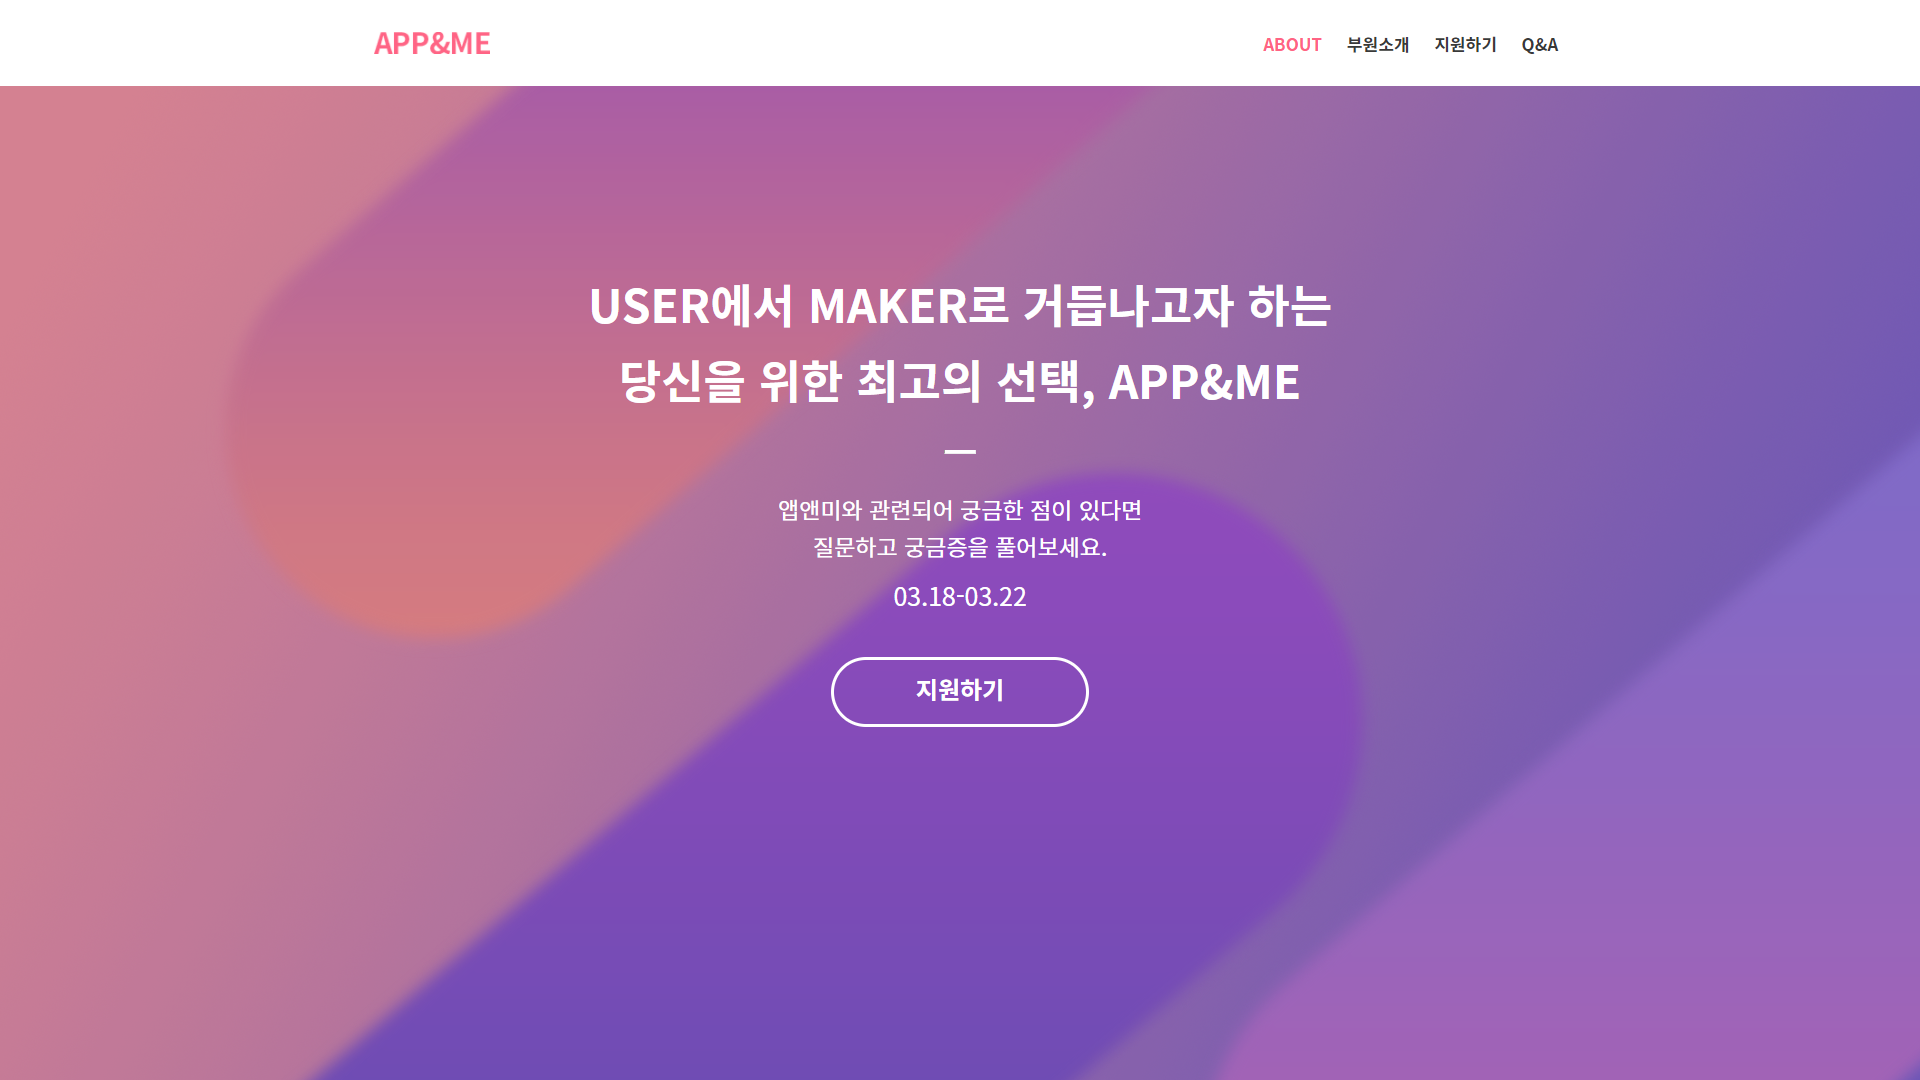 APP&ME
ABOUT 부원소개 지원하기 Q&A
USER에서 MAKER로 거듭나고자 하는
당신을 위한 최고의 선택, APP&ME
앱앤미와 관련되어 궁금한 점이 있다면
질문하고 궁금증을 풀어보세요.
03.18-03.22
지원하기